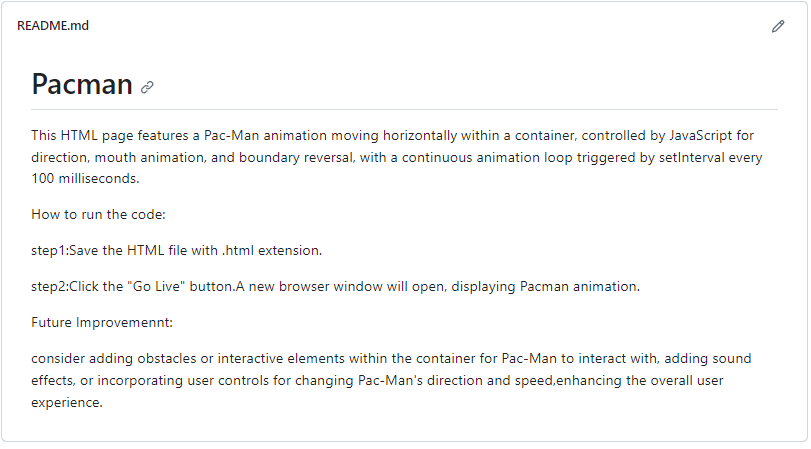 README.md
Pacman
This HTML page features a Pac-Man animation moving horizontally within a container, controlled by JavaScript for
direction, mouth animation, and boundary reversal, with a continuous animation loop triggered by setInterval every
100 milliseconds.
How to run the code:
step1:Save the HTML file with .html extension.
step2:Click the "Go Live" button.A new browser window will open, displaying Pacman animation.
Future Improvemennt:
consider adding obstacles or interactive elements within the container for Pac-Man to interact with, adding sound
effects, or incorporating user controls for changing Pac-Man's direction and speed,enhancing the overall user
experience.